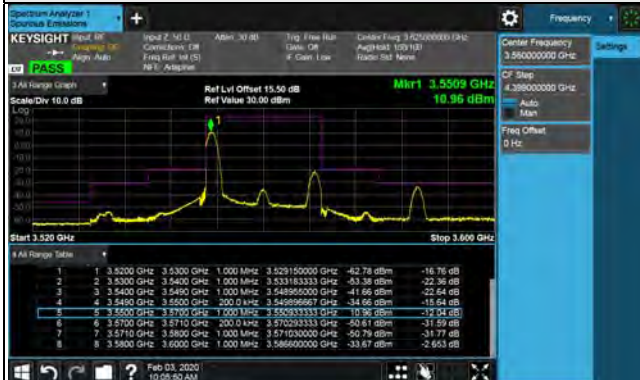 Spectrum Analyzer 1
Spurious Emissions
Frequency
KEYSIGHT Input: RF
Coupling: DC
Align: Auto
Input Z: 50 Ω
Corrections: Off
Freq Ref: Int (S)
NFE: Adaptive
Atten: 30 dB
Trig: Free Run
Gate: Off
IF Gain: Low
Center Freq: 3.625000000 GHz
Avg|Hold: 100/100
Radio Std: None
PASS
Center Frequency
3.560000000 GHz
Settings
CF Step
4.398000000 GHz
Auto
Man
Freq Offset
0 Hz
3 All Range Graph
Scale/Div 10.0 dB
Ref Lvl Offset 15.50 dB
Ref Value 30.00 dBm
Mkr1 3.5509 GHz
10.96 dBm
Log
1
Start 3.520 GHz
Stop 3.600 GHz
6 All Range Table
1 1 3.5200 GHz 3.5300 GHz 1.000 MHz 3.529150000 GHz -62.78 dBm -16.76 dB
2 2 3.5300 GHz 3.5400 GHz 1.000 MHz 3.533183333 GHz -53.38 dBm -22.36 dB
3 3 3.5400 GHz 3.5490 GHz 1.000 MHz 3.548955000 GHz -41.66 dBm -22.64 dB
4 4 3.5490 GHz 3.5500 GHz 200.0 kHz 3.549896667 GHz -34.66 dBm -15.64 dB
5 5 3.5500 GHz 3.5700 GHz 1.000 MHz 3.550933333 GHz 10.96 dBm -12.04 dB
6 6 3.5700 GHz 3.5710 GHz 200.0 kHz 3.570293333 GHz -50.61 dBm -31.59 dB
7 7 3.5710 GHz 3.5800 GHz 1.000 MHz 3.571030000 GHz -50.79 dBm -31.77 dB
8 8 3.5800 GHz 3.6000 GHz 1.000 MHz 3.586600000 GHz -33.67 dBm -2.653 dB
Feb 03, 2020
10:05:50 AM